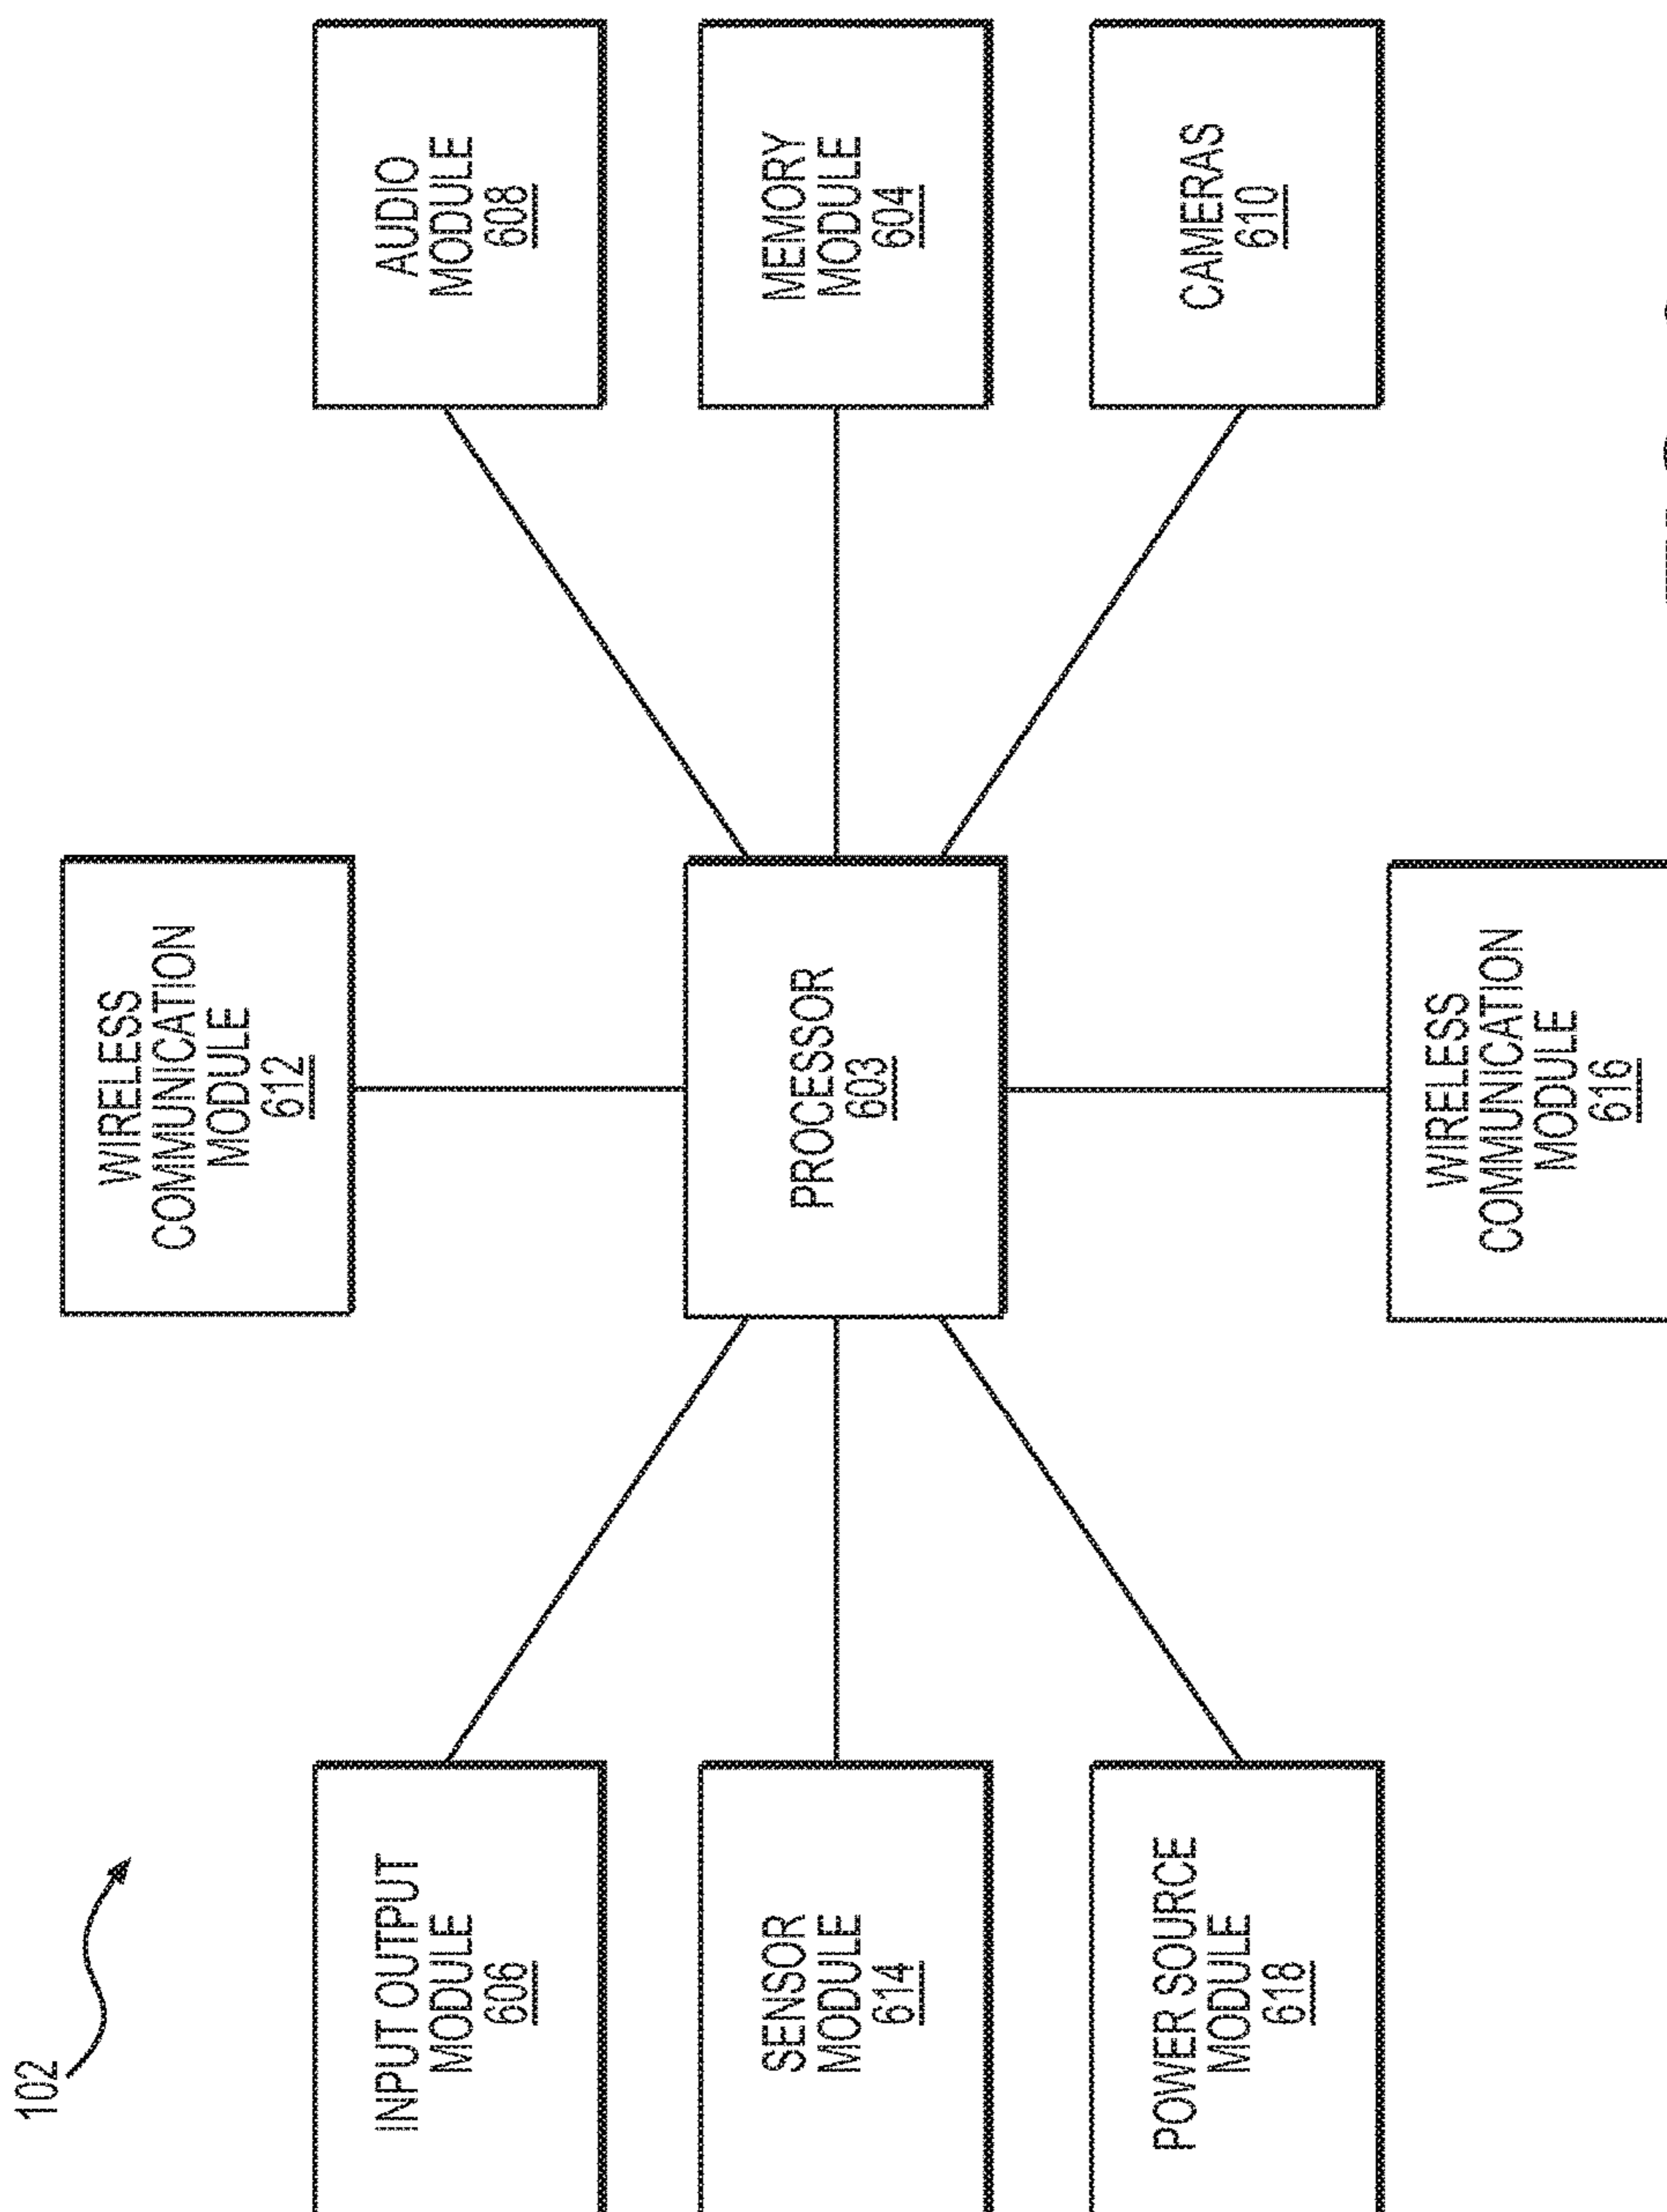 102
WIRELESS
COMMUNICATION
MODULE
612
INPUT OUTPUT
MODULE
606
AUDIO
MODULE
608
SENSOR
MODULE
614
PROCESSOR
603
MEMORY
MODULE
604
POWER SOURCE
MODULE
618
CAMERAS
610
WIRELESS
COMMUNICATION
MODULE
616